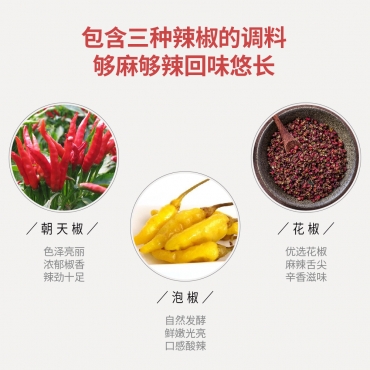 包含三种辣椒的调料
够麻够辣回味悠长
朝天椒
色泽亮丽
浓郁椒香
辣劲十足
泡椒
自然发酵
鲜嫩光亮
口感酸辣
花椒
优选花椒
麻辣舌尖
辛香滋味